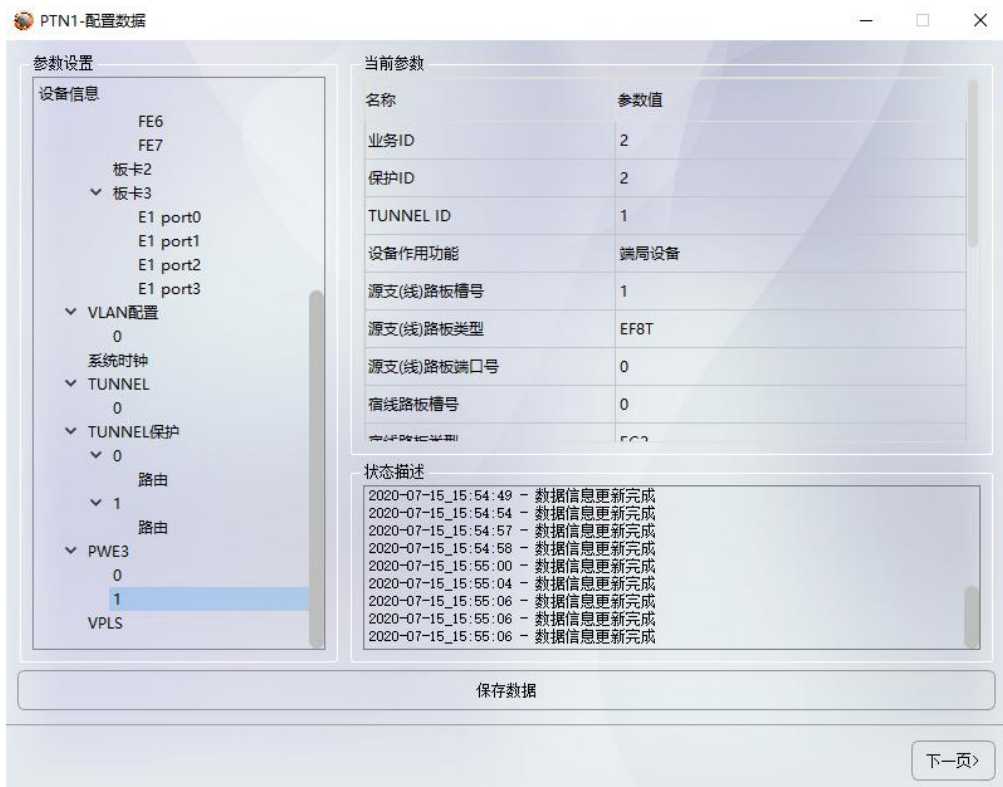 PTN1-配置数据
参数设置
设备信息
FE6
FE7
板卡2
板卡3
E1 port0
E1 port1
E1 port2
E1 port3
VLAN配置
0
系统时钟
TUNNEL
0
TUNNEL保护
0
路由
1
路由
PWE3
0
1
VPLS
当前参数
名称 参数值
业务ID 2
保护ID 2
TUNNEL ID 1
设备作用功能 端局设备
源支(线)路板槽号 1
源支(线)路板类型 EF8T
源支(线)路板端口号 0
宿线路板槽号 0
状态描述
2020-07-15_15:54:49 - 数据信息更新完成
2020-07-15_15:54:54 - 数据信息更新完成
2020-07-15_15:54:57 - 数据信息更新完成
2020-07-15_15:54:58 - 数据信息更新完成
2020-07-15_15:55:00 - 数据信息更新完成
2020-07-15_15:55:04 - 数据信息更新完成
2020-07-15_15:55:06 - 数据信息更新完成
2020-07-15_15:55:06 - 数据信息更新完成
2020-07-15_15:55:06 - 数据信息更新完成
保存数据
下一页>